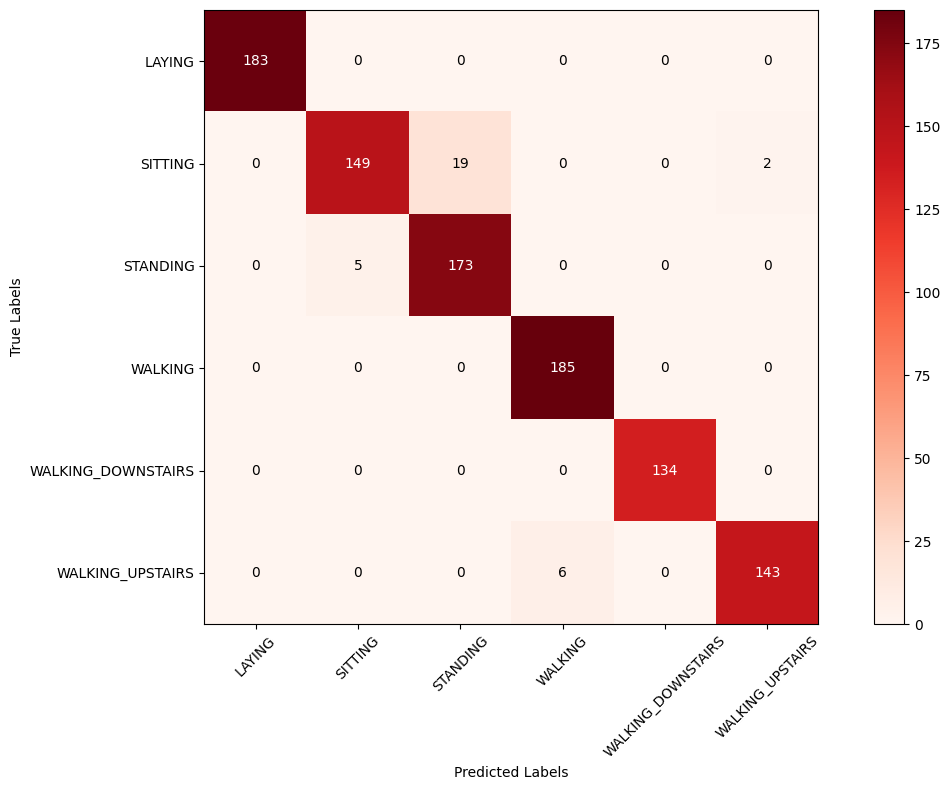 LAYING 183 0 0 0 0 0
SITTING 0 149 19 0 0 2
STANDING 0 5 173 0 0 0
WALKING 0 0 0 185 0 0
WALKING_DOWNSTAIRS 0 0 0 0 134 0
WALKING_UPSTAIRS 0 0 0 6 0 143
True Labels
LAYING SITTING STANDING WALKING WALKING_DOWNSTAIRS WALKING_UPSTAIRS
Predicted Labels
175
150
125
100
75
50
25
0